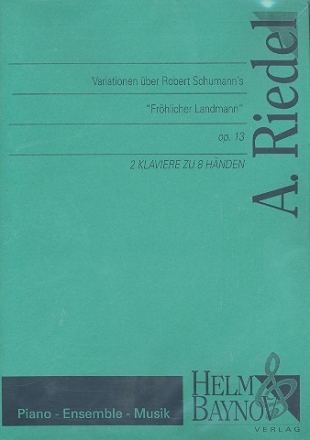 A. Riedel
Variationen über Robert Schumann's
"Fröhlicher Landmann"
op. 13
2 KLAVIERE ZU 8 HÄNDEN
Piano - Ensemble - Musik
HELM &
BAYNOV
VERLAG